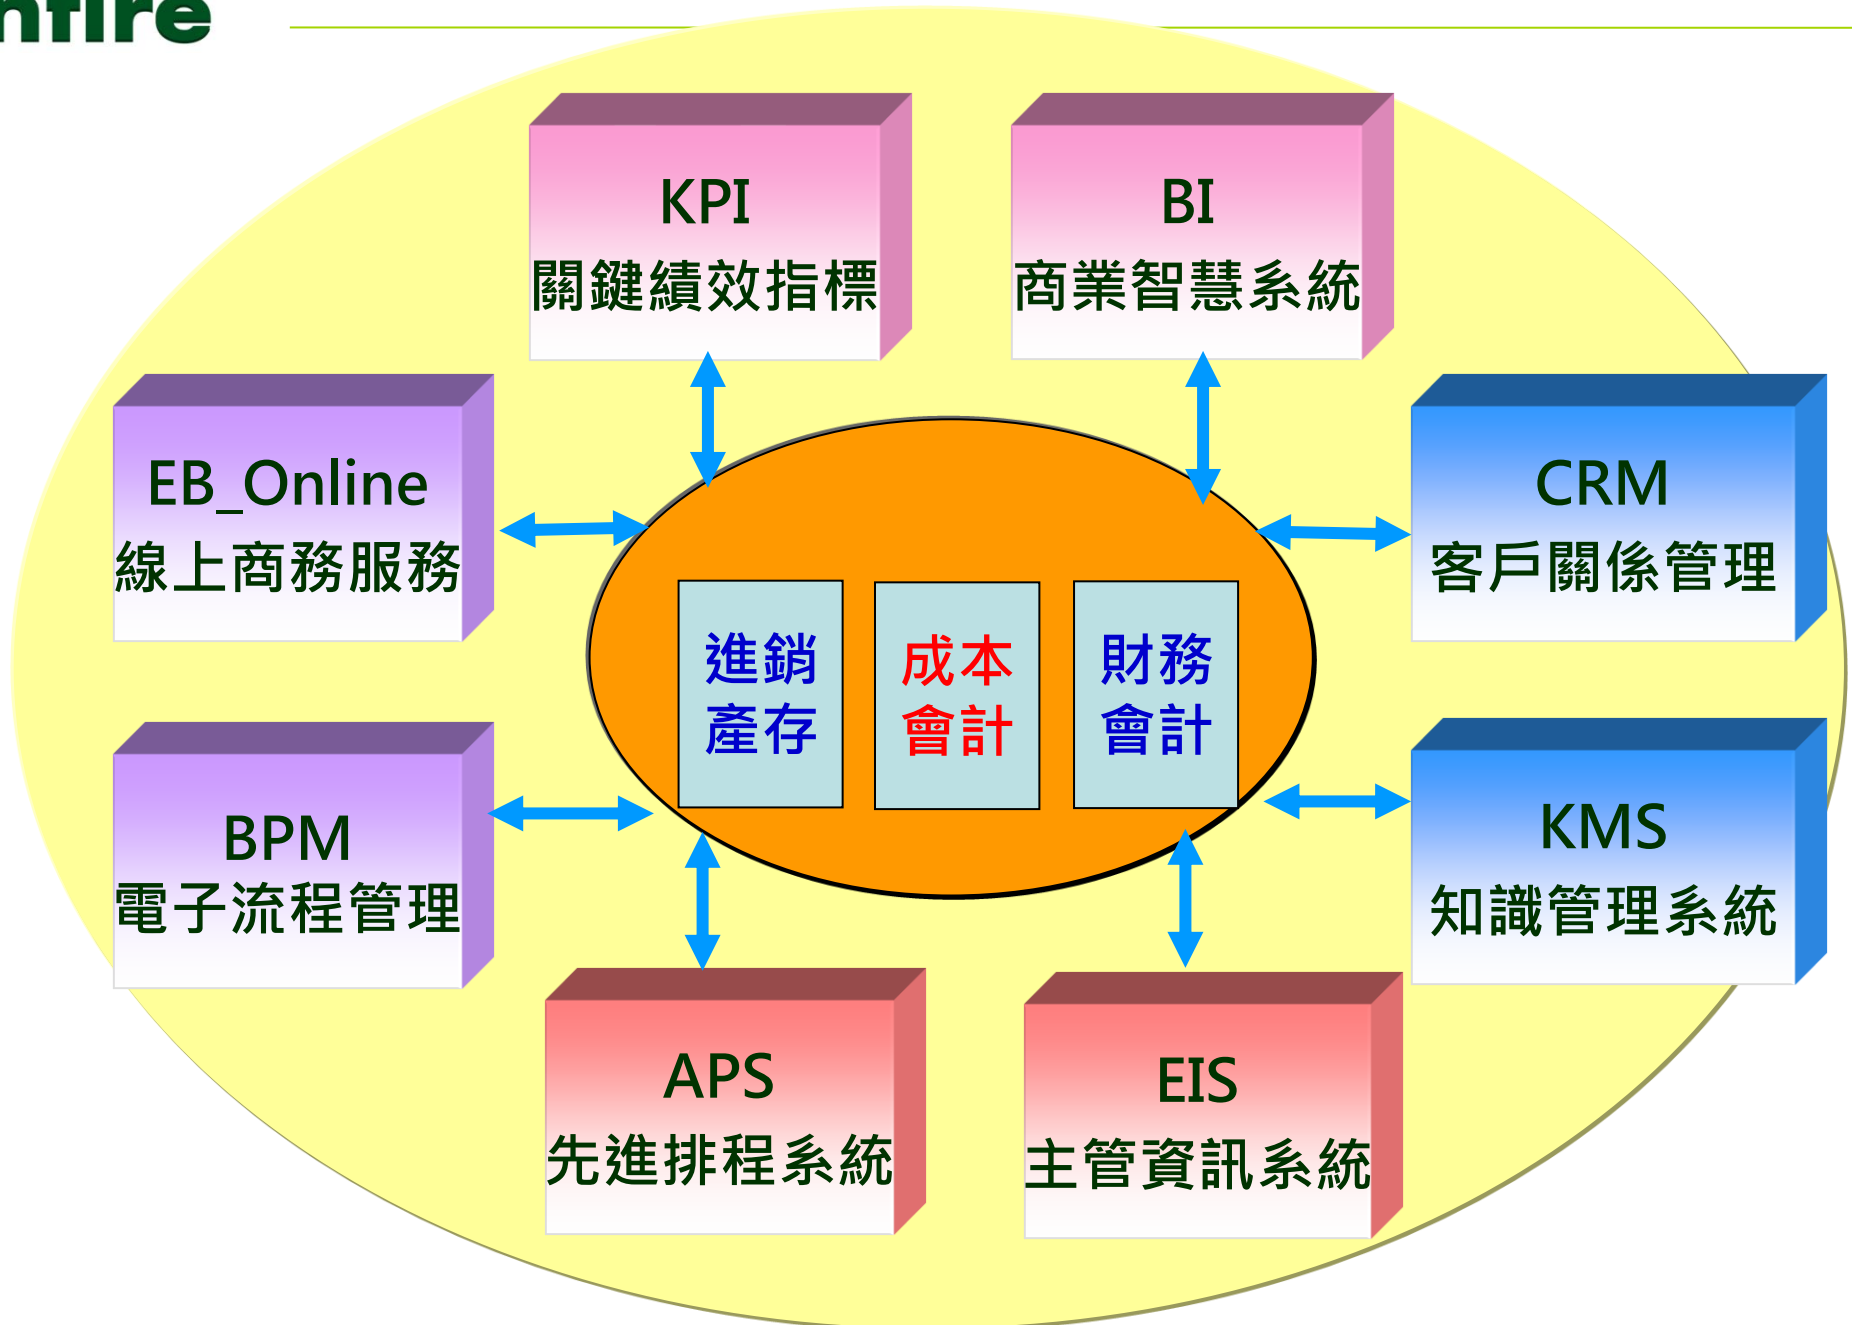 nfire
KPI
關鍵績效指標
BI
商業智慧系統
EB_Online
線上商務服務
CRM
客戶關係管理
進銷
產存
成本
會計
財務
會計
BPM
電子流程管理
KMS
知識管理系統
APS
先進排程系統
EIS
主管資訊系統